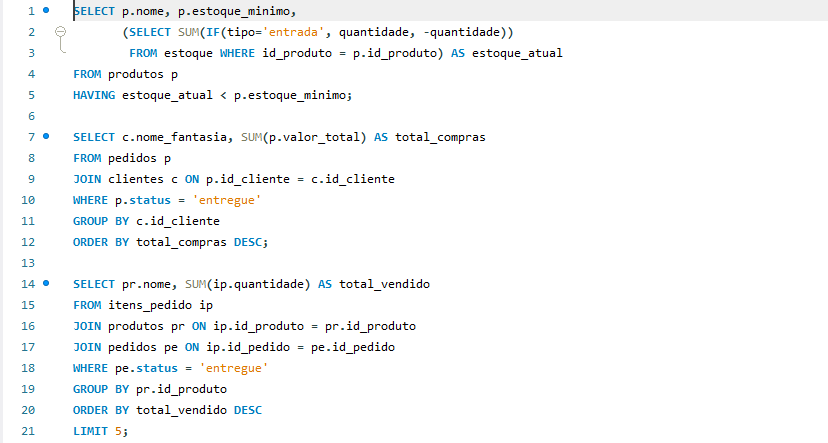 1 SELECT p.nome, p.estoque_minimo,
2 (SELECT SUM(IF(tipo='entrada', quantidade, -quantidade))
3 FROM estoque WHERE id_produto = p.id_produto) AS estoque_atual
4 FROM produtos p
5 HAVING estoque_atual < p.estoque_minimo;
6
7 SELECT c.nome_fantasia, SUM(p.valor_total) AS total_compras
8 FROM pedidos p
9 JOIN clientes c ON p.id_cliente = c.id_cliente
10 WHERE p.status = 'entregue'
11 GROUP BY c.id_cliente
12 ORDER BY total_compras DESC;
13
14 SELECT pr.nome, SUM(ip.quantidade) AS total_vendido
15 FROM itens_pedido ip
16 JOIN produtos pr ON ip.id_produto = pr.id_produto
17 JOIN pedidos pe ON ip.id_pedido = pe.id_pedido
18 WHERE pe.status = 'entregue'
19 GROUP BY pr.id_produto
20 ORDER BY total_vendido DESC
21 LIMIT 5;